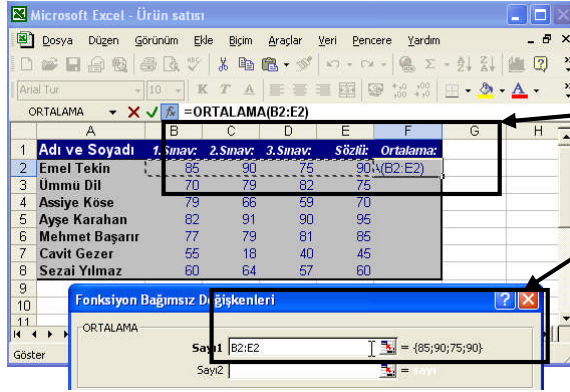 Microsoft Excel - Ürün satısı
Dosya Düzen Görünüm Ekle Biçim Araçlar Veri Pencere Yardım
Arial Tur 10 K T A
ORTALAMA =ORTALAMA(B2:E2)
A B C D E F G H
1 Adı ve Soyadı 1.Sınav: 2.Sınav: 3.Sınav: Sözlü: Ortalama:
2 Emel Tekin 85 90 75 90 (B2:E2)
3 Ümmü Dil 70 79 82 75
4 Assiye Köse 79 66 59 70
5 Ayşe Karahan 82 91 90 95
6 Mehmet Başarır 77 79 81 85
7 Cavit Gezer 55 18 40 45
8 Sezai Yılmaz 60 64 57 60
9
10
11
Göster
Fonksiyon Bağımsız Değişkenleri
ORTALAMA
Sayı1 B2:E2 = {85;90;75;90}
Sayı2 = sayı